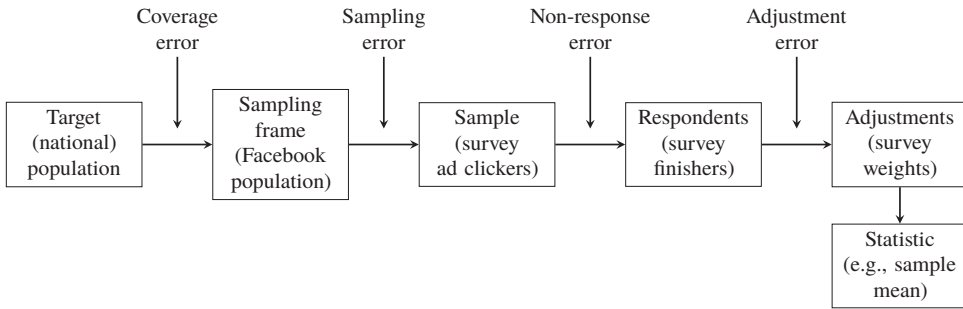 Coverage
error
Sampling
error
Non-response
error
Adjustment
error
Target
(national)
population
Sampling
frame
(Facebook
population)
Sample
(survey
ad clickers)
Respondents
(survey
finishers)
Adjustments
(survey
weights)
Statistic
(e.g., sample
mean)